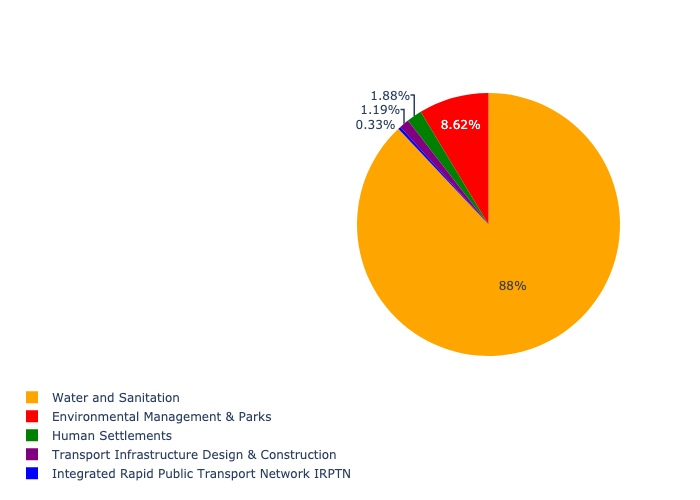 1.88%
1.19%
0.33%
8.62%
88%
Water and Sanitation
Environmental Management & Parks
Human Settlements
Transport Infrastructure Design & Construction
Integrated Rapid Public Transport Network IRPTN